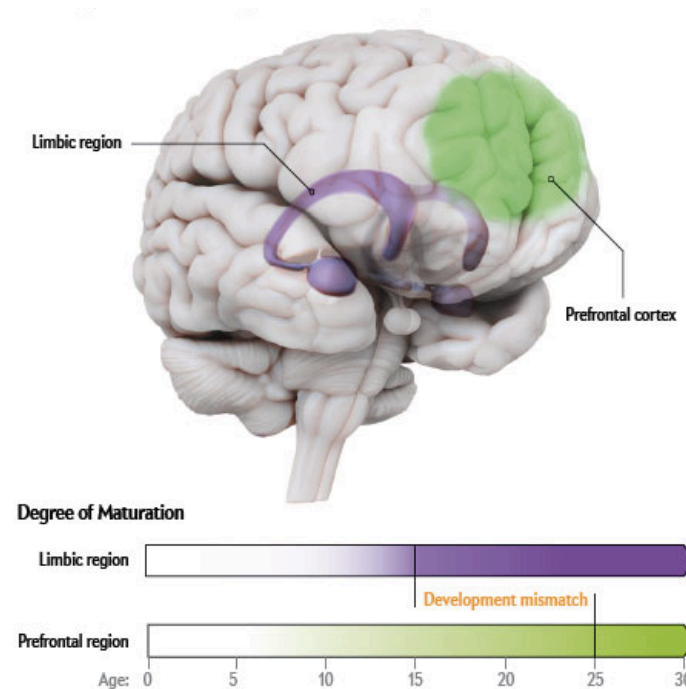 Limbic region
Prefrontal cortex
Degree of Maturation
Limbic region
Development mismatch
Prefrontal region
Age: 0 5 10 15 20 25 30